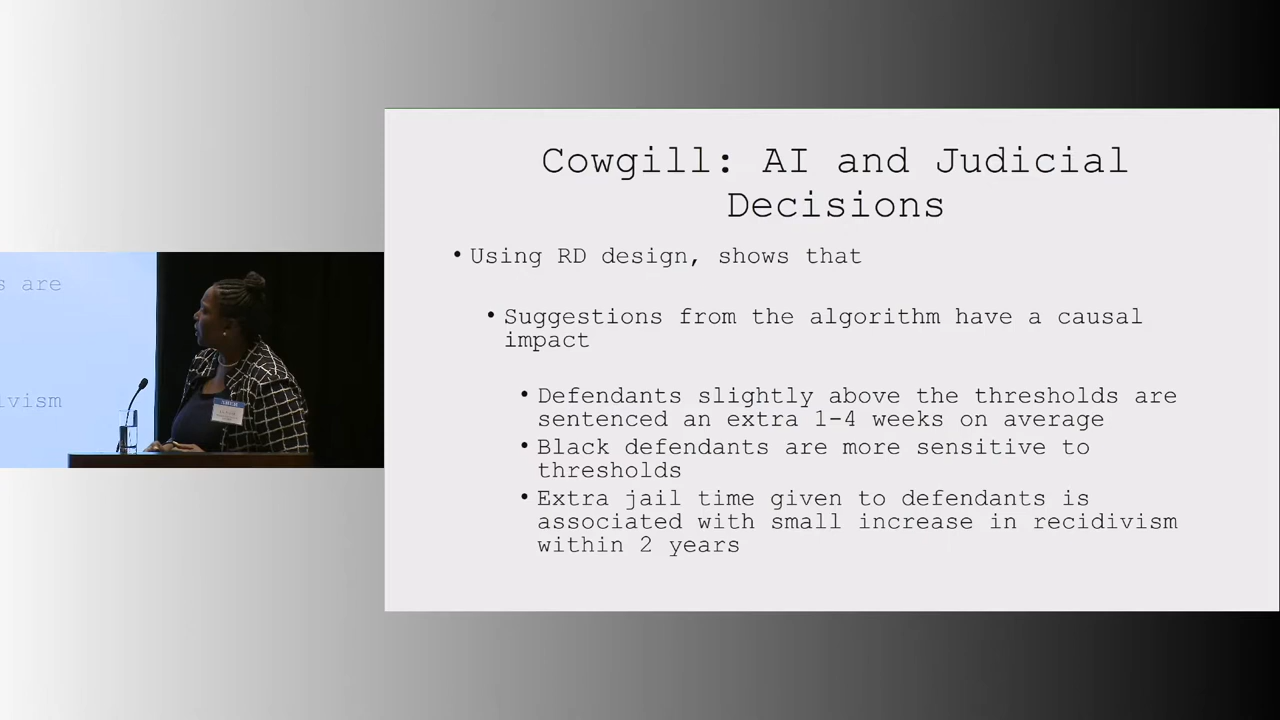 Cowgill: AI and Judicial
Decisions
• Using RD design, shows that
• Suggestions from the algorithm have a causal
impact
• Defendants slightly above the thresholds are
sentenced an extra 1-4 weeks on average
• Black defendants are more sensitive to
thresholds
• Extra jail time given to defendants is
associated with small increase in recidivism
within 2 years
s are
ivism